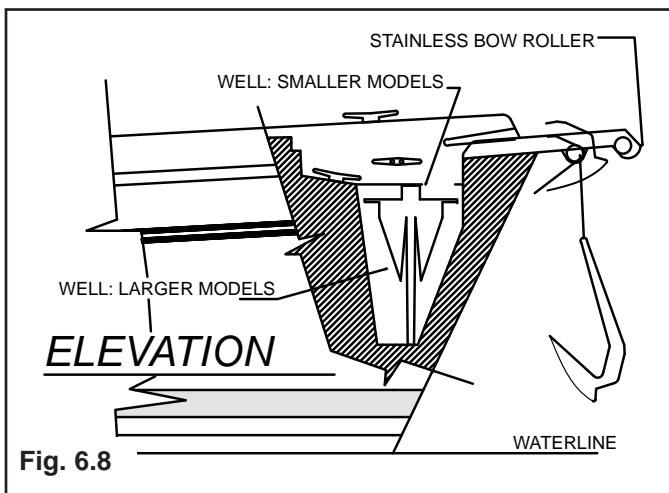 STAINLESS BOW ROLLER
WELL: SMALLER MODELS
WELL: LARGER MODELS
ELEVATION
WATERLINE
Fig. 6.8